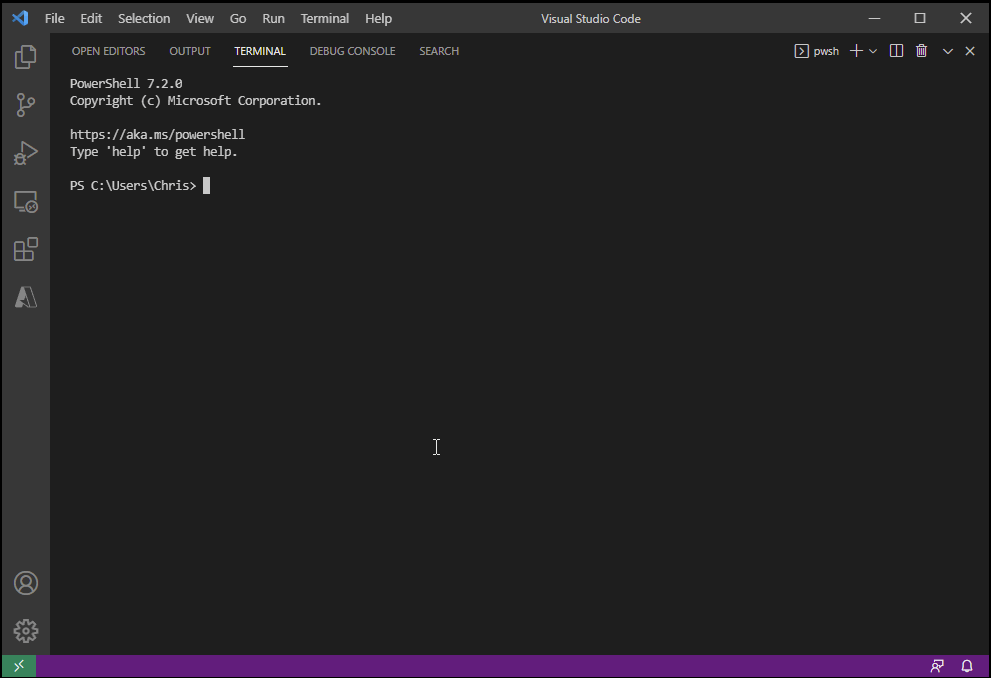 File Edit Selection View Go Run Terminal Help Visual Studio Code
OPEN EDITORS OUTPUT TERMINAL DEBUG CONSOLE SEARCH pwsh
PowerShell 7.2.0
Copyright (c) Microsoft Corporation.
https://aka.ms/powershell
Type 'help' to get help.
PS C:\Users\Chris>